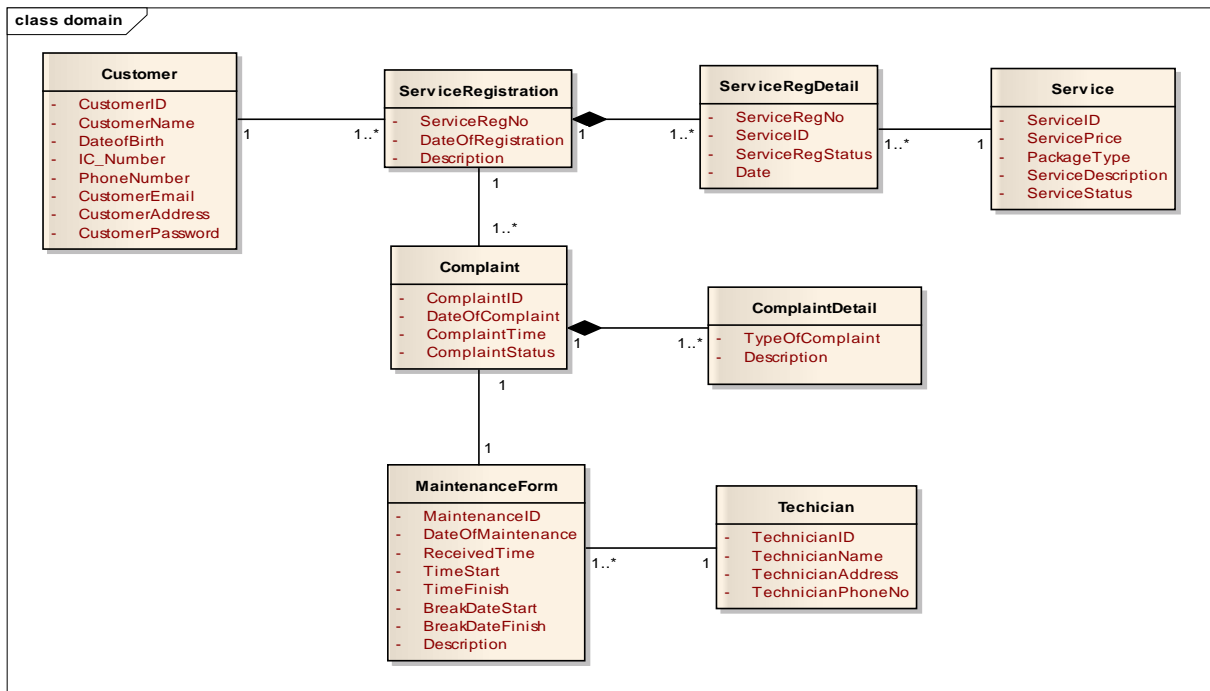 class domain
Customer
- CustomerID
- CustomerName
- DateofBirth
- IC_Number
- PhoneNumber
- CustomerEmail
- CustomerAddress
- CustomerPassword
1
1..*
ServiceRegistration
- ServiceRegNo
- DateOfRegistration
- Description
1
1..*
ServiceRegDetail
- ServiceRegNo
- ServiceID
- ServiceRegStatus
- Date
1..*
1
Service
- ServiceID
- ServicePrice
- PackageType
- ServiceDescription
- ServiceStatus
1
1..*
Complaint
- ComplaintID
- DateOfComplaint
- ComplaintTime
- ComplaintStatus
1
1..*
ComplaintDetail
- TypeOfComplaint
- Description
1
1
MaintenanceForm
- MaintenanceID
- DateOfMaintenance
- ReceivedTime
- TimeStart
- TimeFinish
- BreakDateStart
- BreakDateFinish
- Description
1..*
1
Techician
- TechnicianID
- TechnicianName
- TechnicianAddress
- TechnicianPhoneNo